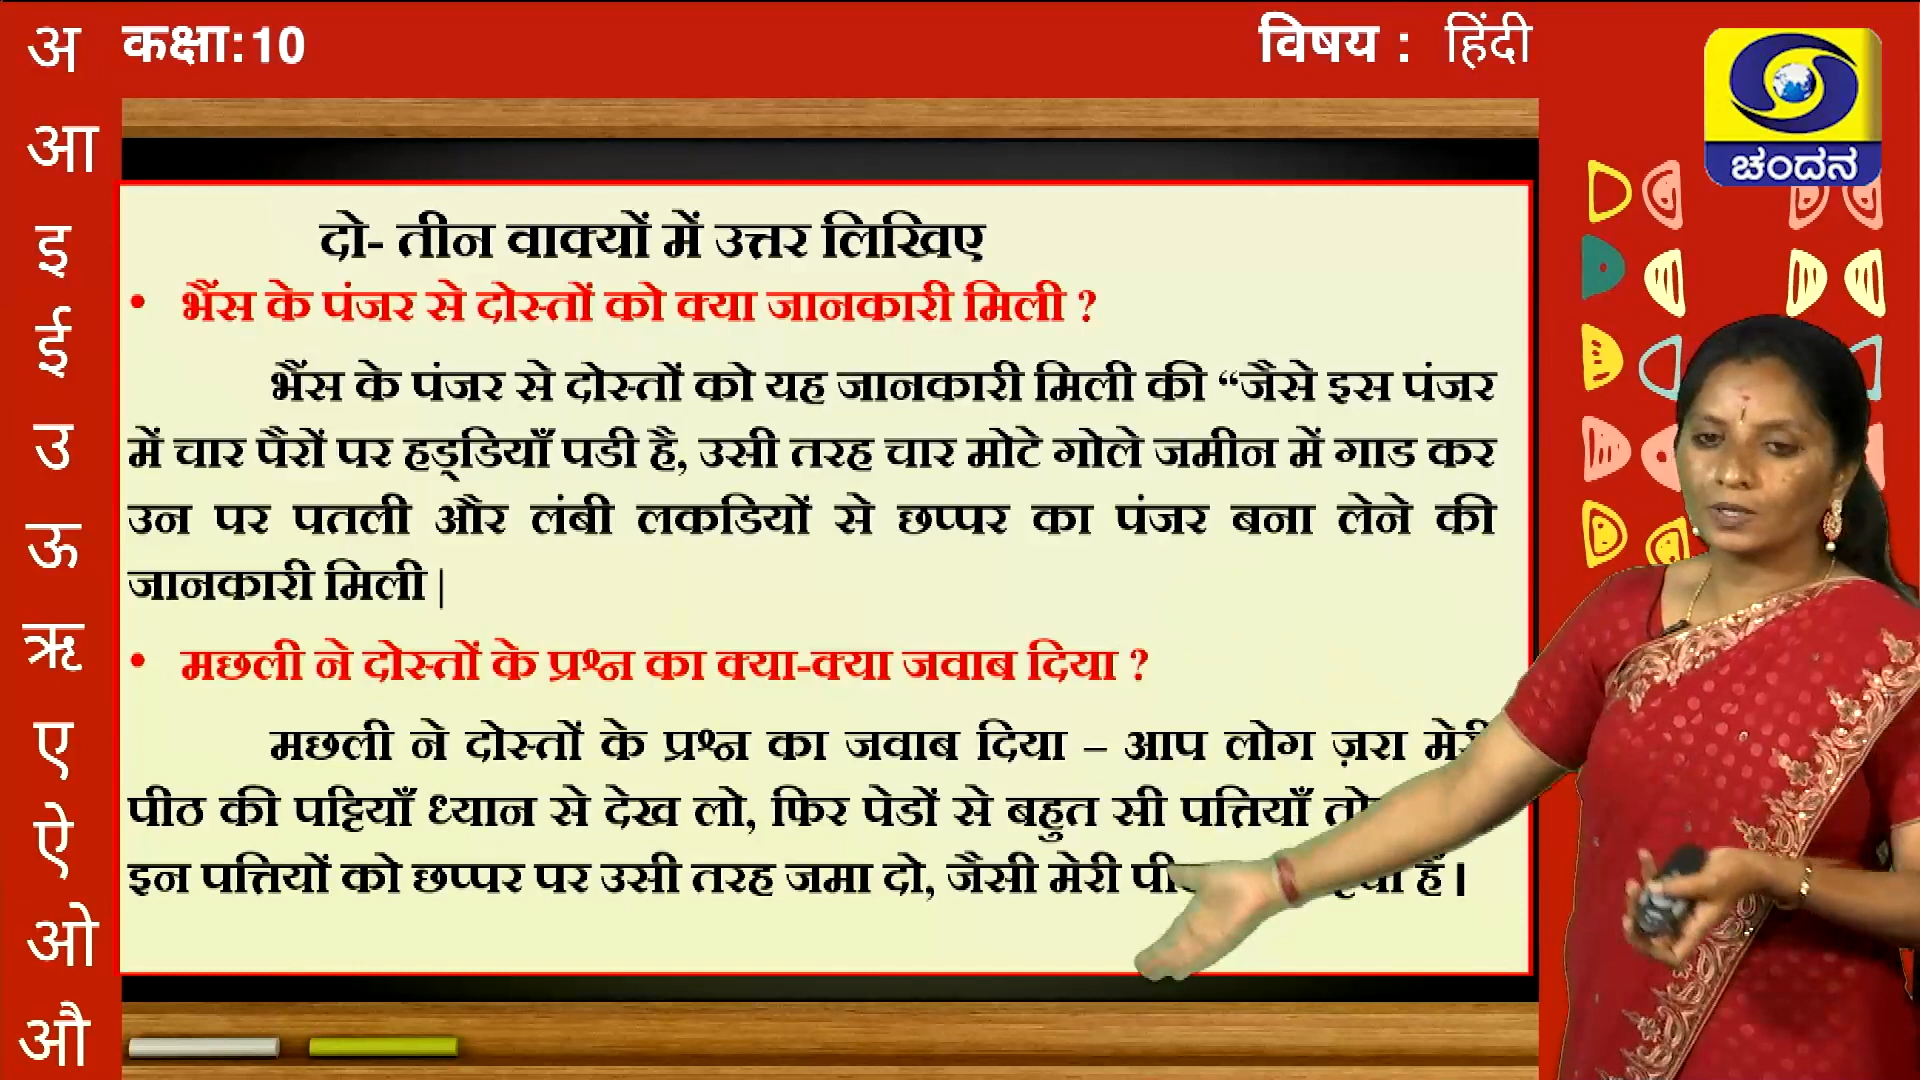 कक्षा:10
विषय : हिंदी
ಚಂದನ
अ
आ
इ
ई
उ
ऊ
ऋ
ए
ऐ
ओ
औ
दो- तीन वाक्यों में उत्तर लिखिए
• भैंस के पंजर से दोस्तों को क्या जानकारी मिली ?
भैंस के पंजर से दोस्तों को यह जानकारी मिली की “जैसे इस पंजर
में चार पैरों पर हड्डियाँ पडी है, उसी तरह चार मोटे गोले जमीन में गाड कर
उन पर पतली और लंबी लकडियों से छप्पर का पंजर बना लेने की
जानकारी मिली |
• मछली ने दोस्तों के प्रश्न का क्या-क्या जवाब दिया ?
मछली ने दोस्तों के प्रश्न का जवाब दिया – आप लोग ज़रा मेरी
पीठ की पट्टियाँ ध्यान से देख लो, फिर पेडों से बहुत सी पत्तियाँ
इन पत्तियों को छप्पर पर उसी तरह जमा दो, जैसी मेरी हैं।